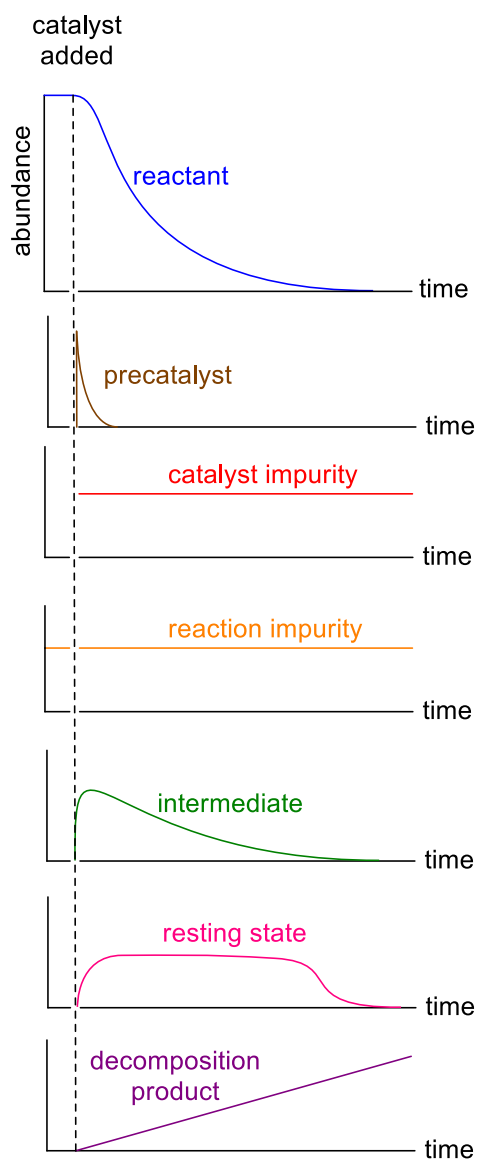 catalyst
added
abundance
reactant
time
precatalyst
time
catalyst impurity
time
reaction impurity
time
intermediate
time
resting state
time
decomposition
product
time